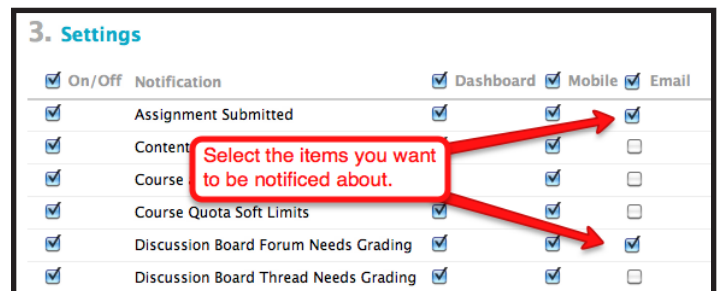 3. Settings
On/Off Notification Dashboard Mobile Email
Assignment Submitted
Content
Select the items you want
to be notificed about.
Course
Course Quota Soft Limits
Discussion Board Forum Needs Grading
Discussion Board Thread Needs Grading